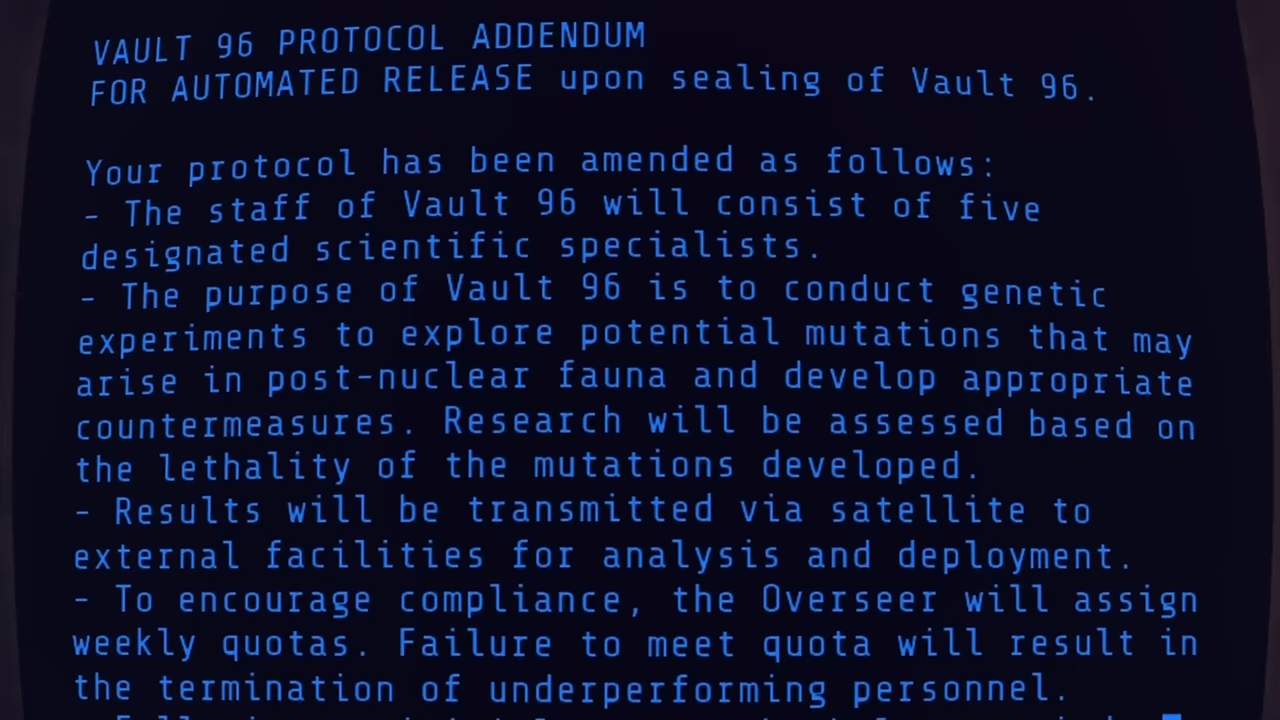 VAULT 96 PROTOCOL ADDENDUM
FOR AUTOMATED RELEASE upon sealing of Vault 96.
Your protocol has been amended as follows:
- The staff of Vault 96 will consist of five
designated scientific specialists.
- The purpose of Vault 96 is to conduct genetic
experiments to explore potential mutations that may
arise in post-nuclear fauna and develop appropriate
countermeasures. Research will be assessed based on
the lethality of the mutations developed.
- Results will be transmitted via satellite to
external facilities for analysis and deployment.
- To encourage compliance, the Overseer will assign
weekly quotas. Failure to meet quota will result in
the termination of underperforming personnel.